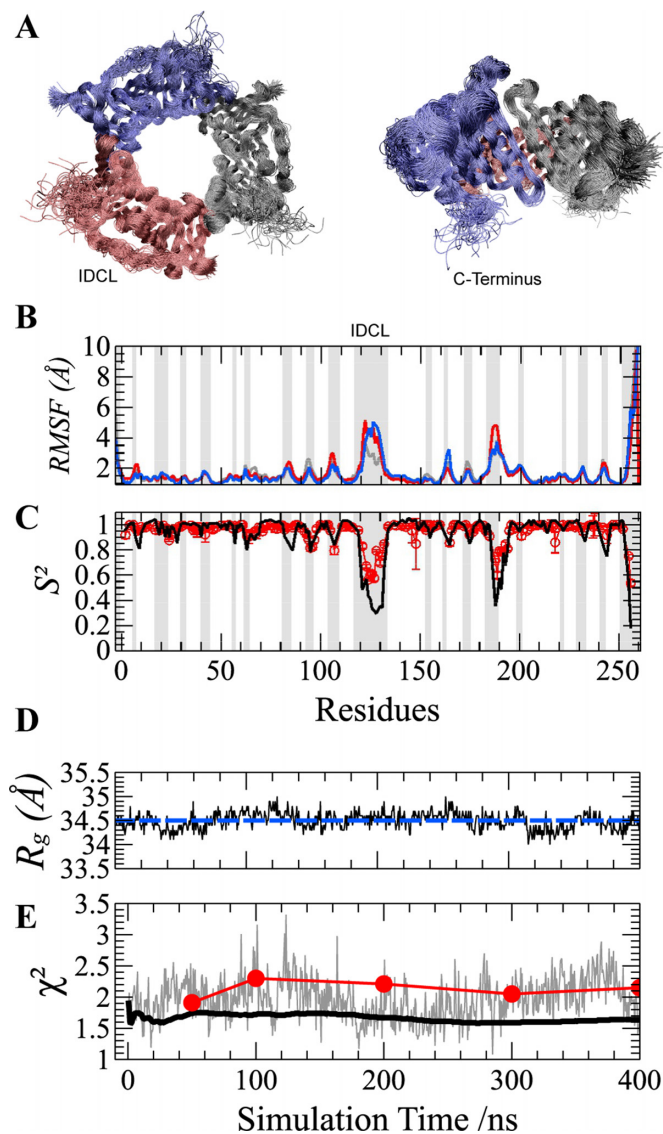 A
IDCL
C-Terminus
B
IDCL
10
8
6
4
2
RMSF (Å)
C
1
0.8
0.6
0.4
0.2
0
S²
0 50 100 150 200 250
Residues
D
35.5
35
34.5
34
33.5
R_g (Å)
E
3.5
3
2.5
2
1.5
1
χ²
0 100 200 300 400
Simulation Time /ns